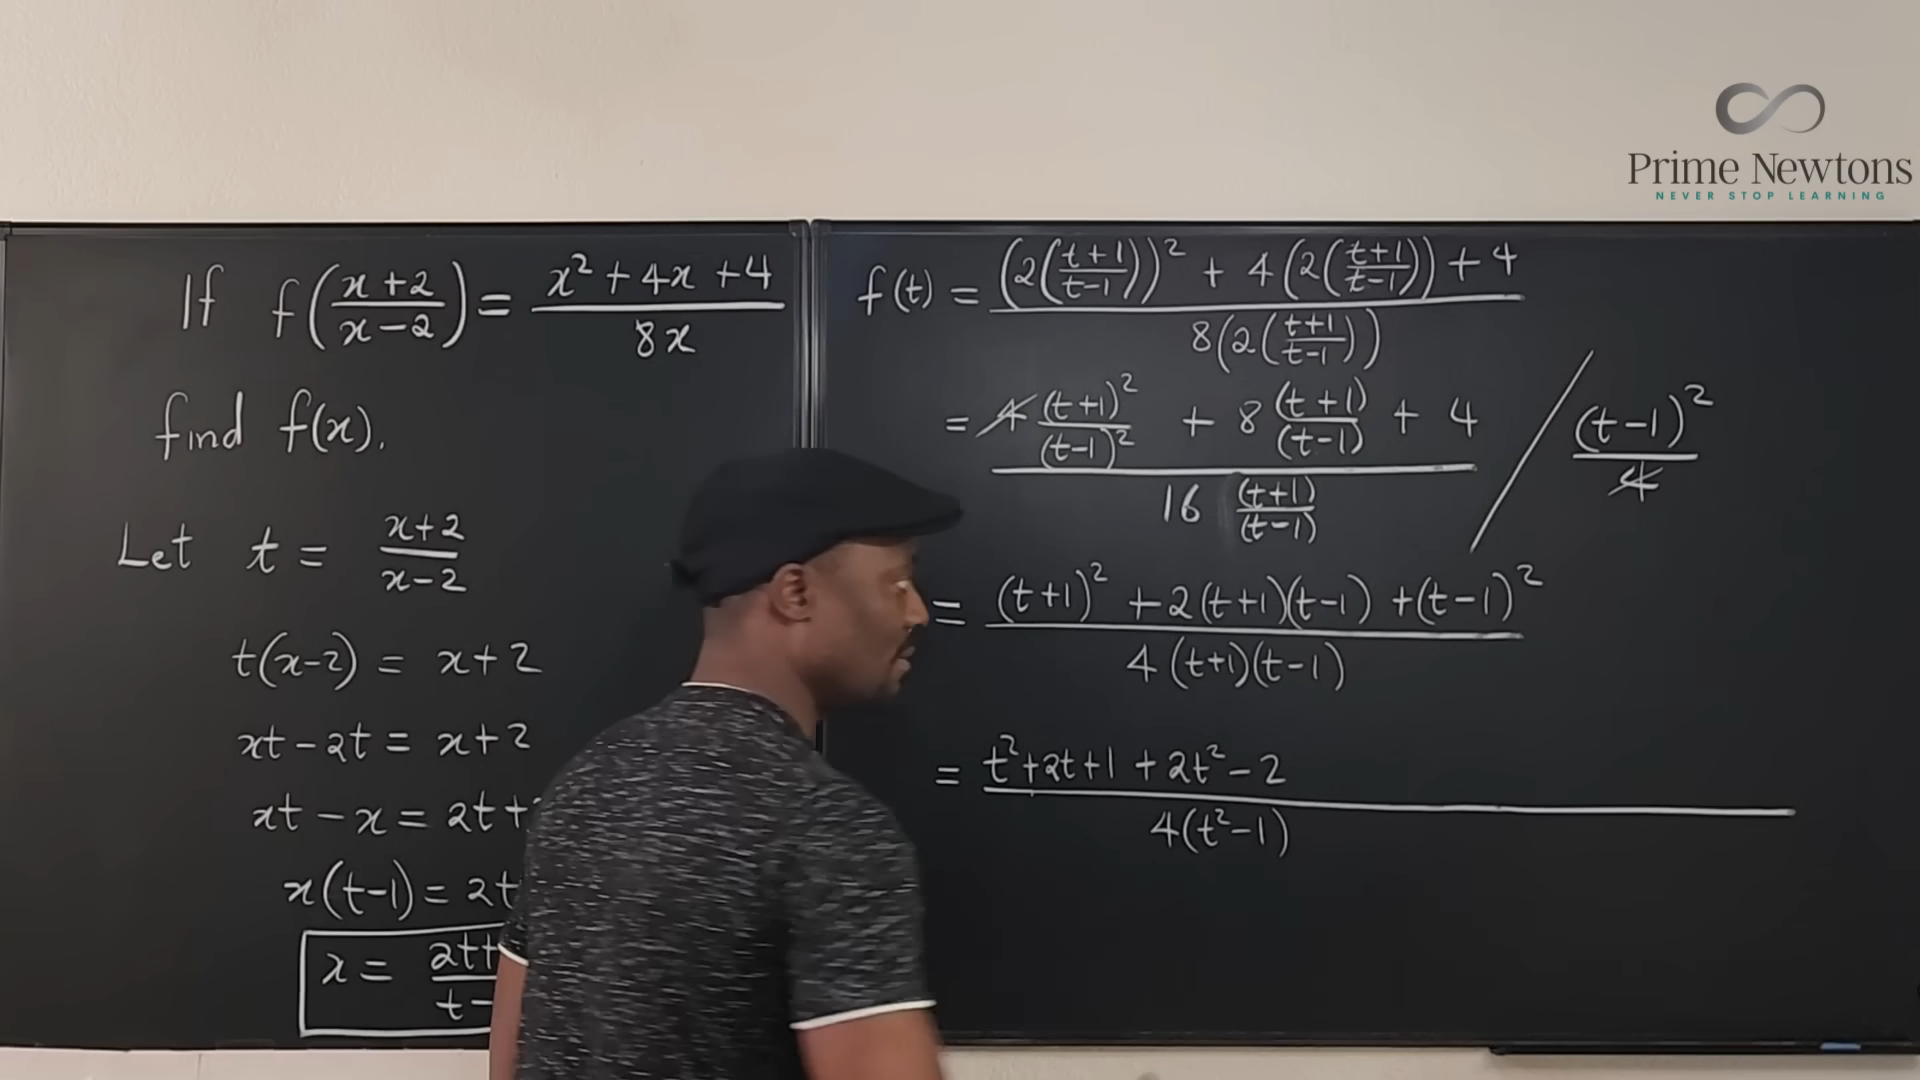 Prime Newtons
NEVER STOP LEARNING
If f((x+2)/(x-2)) = (x² + 4x + 4)/(8x)
find f(x).
Let t = (x+2)/(x-2)
t(x-2) = x+2
xt - 2t = x+2
xt - x = 2t+
x(t-1) = 2t
x = (2t+)/(t-)
f(t) = ((2((t+1)/(t-1)))² + 4(2((t+1)/(t-1))) + 4)/(8(2((t+1)/(t-1))))
= (4 (t+1)²/(t-1)² + 8 (t+1)/(t-1) + 4)/(16 (t+1)/(t-1)) / (t-1)²/4
= ((t+1)² + 2(t+1)(t-1) + (t-1)²)/(4(t+1)(t-1))
= (t²+2t+1 + 2t² - 2)/(4(t²-1))